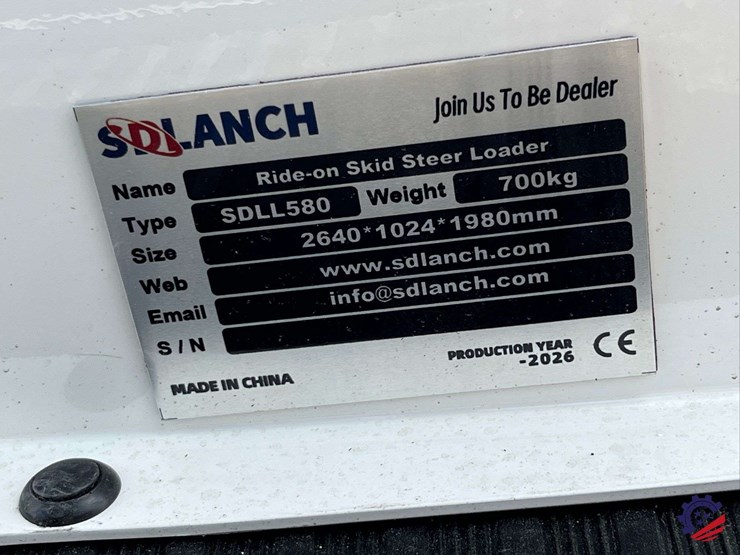 SDLLANCH
Join Us To Be Dealer
Name Ride-on Skid Steer Loader
Type SDLL580 Weight 700kg
Size 2640*1024*1980mm
Web www.sdlanch.com
Email info@sdlanch.com
S/N
PRODUCTION YEAR
-2026
CE
MADE IN CHINA